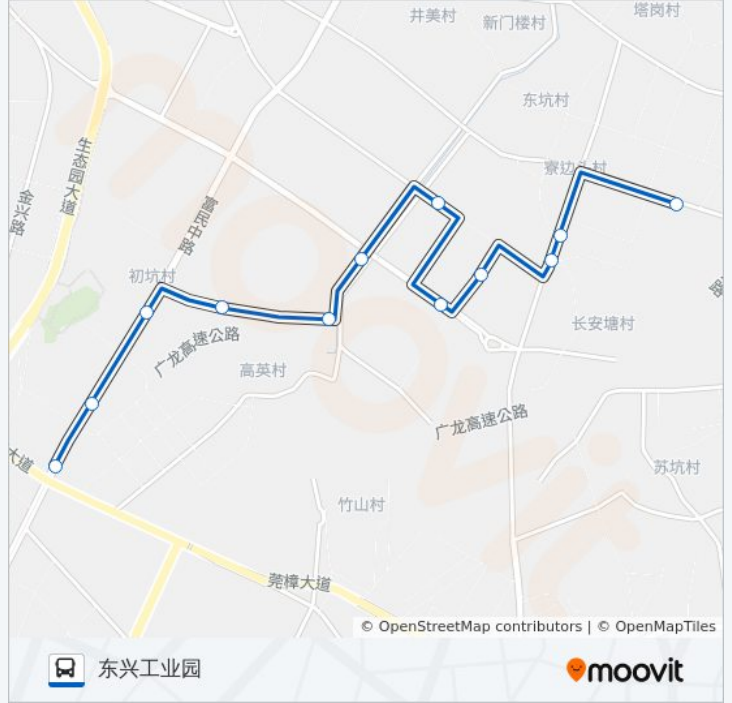 井美村
塔岗村
新门楼村
东坑村
生态园大道
寮边头村
金兴路
富民中路
初坑村
路
长安塘村
广龙高速公路
高英村
广龙高速公路
大道
苏坑村
竹山村
莞樟大道
moovit
© OpenStreetMap contributors | © OpenMapTiles
东兴工业园
moovit